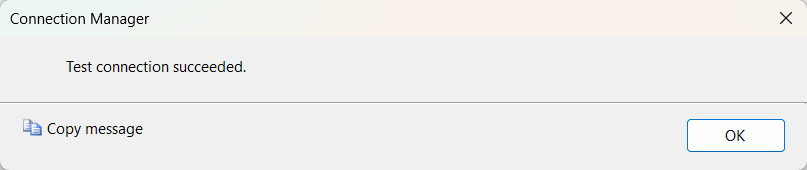 Connection Manager
Test connection succeeded.
Copy message
OK